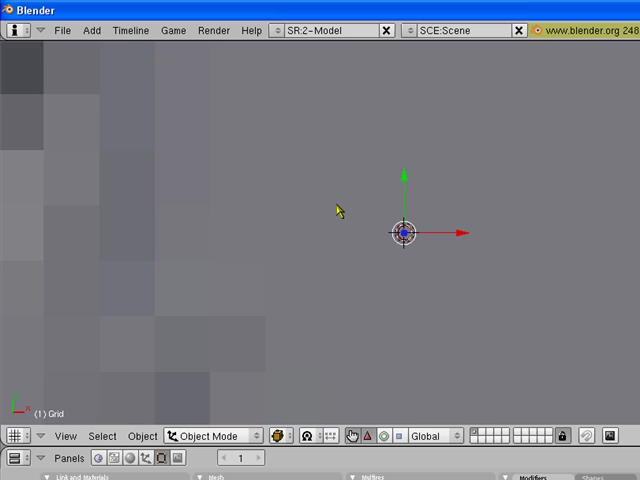 Blender
File Add Timeline Game Render Help SR:2-Model SCE:Scene www.blender.org 248
(1) Grid
View Select Object Object Mode Global
Panels 1
Link and Materials Mesh Multires Modifiers Shapes